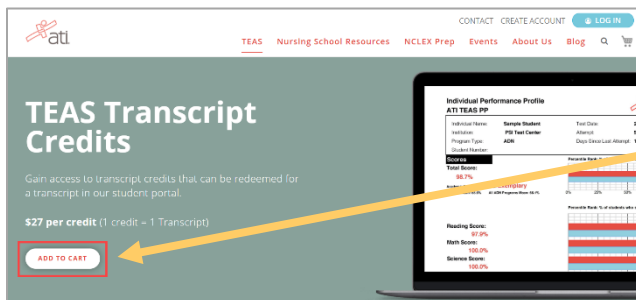 CONTACT CREATE ACCOUNT LOG IN
ati
TEAS Nursing School Resources NCLEX Prep Events About Us Blog
TEAS Transcript
Credits
Gain access to transcript credits that can be redeemed for
a transcript in our student portal.
$27 per credit (1 credit = 1 Transcript)
ADD TO CART
Individual Performance Profile
ATI TEAS PP
Individual Name: Sample Student Test Date:
Institution: PSI Test Center Attempt:
Program Type: ADN Days Since Last Attempt:
Student Number:
Scores
Total Score:
98.7%
Reading Score:
97.9%
Math Score:
100.0%
Science Score:
100.0%